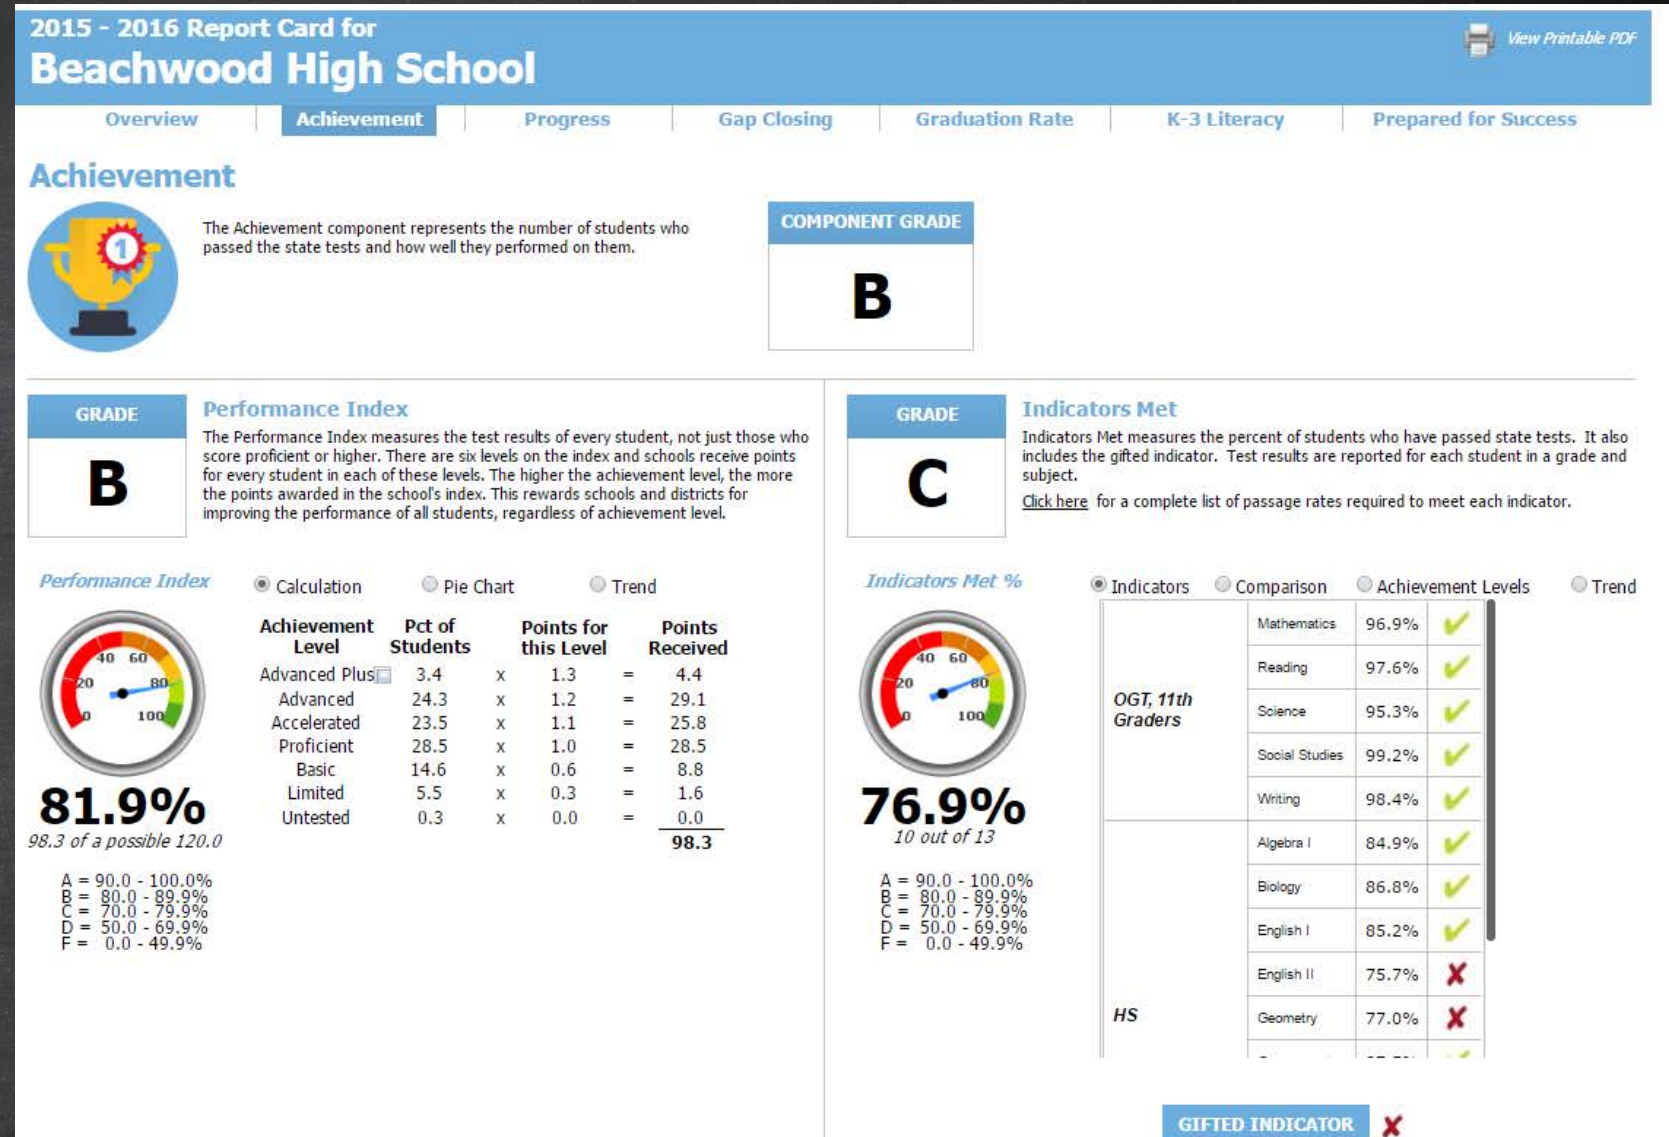 2015 - 2016 Report Card for
Beachwood High School
View Printable PDF
Overview Achievement Progress Gap Closing Graduation Rate K-3 Literacy Prepared for Success
Achievement
The Achievement component represents the number of students who
passed the state tests and how well they performed on them.
COMPONENT GRADE
B
1
GRADE
B
Performance Index
The Performance Index measures the test results of every student, not just those who
score proficient or higher. There are six levels on the index and schools receive points
for every student in each of these levels. The higher the achievement level, the more
the points awarded in the school's index. This rewards schools and districts for
improving the performance of all students, regardless of achievement level.
Performance Index
0 20 40 60 80 100
81.9%
98.3 of a possible 120.0
A = 90.0 - 100.0%
B = 80.0 - 89.9%
C = 70.0 - 79.9%
D = 50.0 - 69.9%
F = 0.0 - 49.9%
Calculation Pie Chart Trend
Achievement Level Pct of Students Points for this Level Points Received
Advanced Plus 3.4 x 1.3 = 4.4
Advanced 24.3 x 1.2 = 29.1
Accelerated 23.5 x 1.1 = 25.8
Proficient 28.5 x 1.0 = 28.5
Basic 14.6 x 0.6 = 8.8
Limited 5.5 x 0.3 = 1.6
Untested 0.3 x 0.0 = 0.0
98.3
GRADE
C
Indicators Met
Indicators Met measures the percent of students who have passed state tests. It also
includes the gifted indicator. Test results are reported for each student in a grade and
subject.
Click here for a complete list of passage rates required to meet each indicator.
Indicators Met %
0 20 40 60 80 100
76.9%
10 out of 13
A = 90.0 - 100.0%
B = 80.0 - 89.9%
C = 70.0 - 79.9%
D = 50.0 - 69.9%
F = 0.0 - 49.9%
Indicators Comparison Achievement Levels Trend
OGT, 11th
Graders
Mathematics 96.9%
Reading 97.6%
Science 95.3%
Social Studies 99.2%
Writing 98.4%
HS
Algebra I 84.9%
Biology 86.8%
English I 85.2%
English II 75.7%
Geometry 77.0%
GIFTED INDICATOR